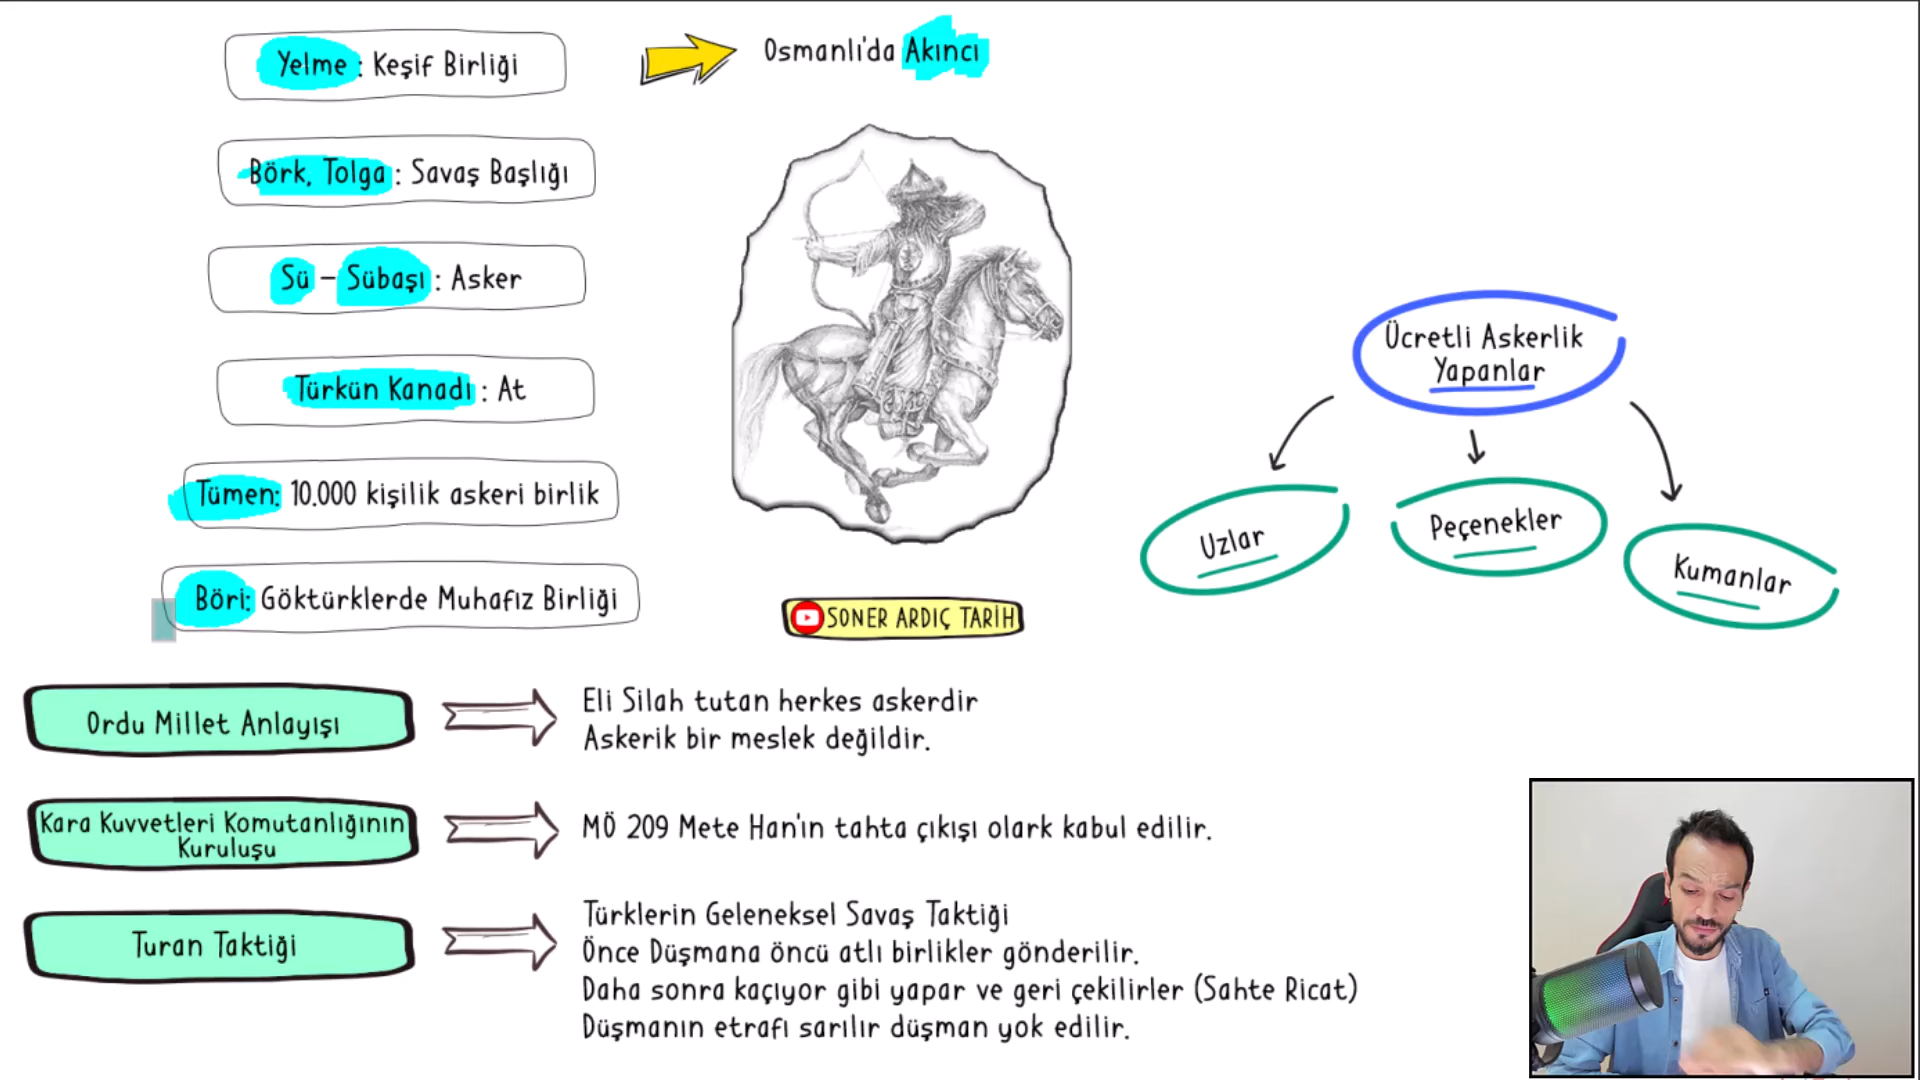 Yelme : Keşif Birliği
Osmanlı'da Akıncı
Börk, Tolga : Savaş Başlığı
Sü – Sübaşı : Asker
Türkün Kanadı : At
Tümen: 10.000 kişilik askeri birlik
Böri: Göktürklerde Muhafız Birliği
Ücretli Askerlik
Yapanlar
Uzlar
Peçenekler
Kumanlar
SONER ARDIÇ TARİH
Ordu Millet Anlayışı
Eli Silah tutan herkes askerdir
Askerik bir meslek değildir.
Kara Kuvvetleri Komutanlığının
Kuruluşu
MÖ 209 Mete Han'ın tahta çıkışı olark kabul edilir.
Turan Taktiği
Türklerin Geleneksel Savaş Taktiği
Önce Düşmana öncü atlı birlikler gönderilir.
Daha sonra kaçıyor gibi yapar ve geri çekilirler (Sahte Ricat)
Düşmanın etrafı sarılır düşman yok edilir.